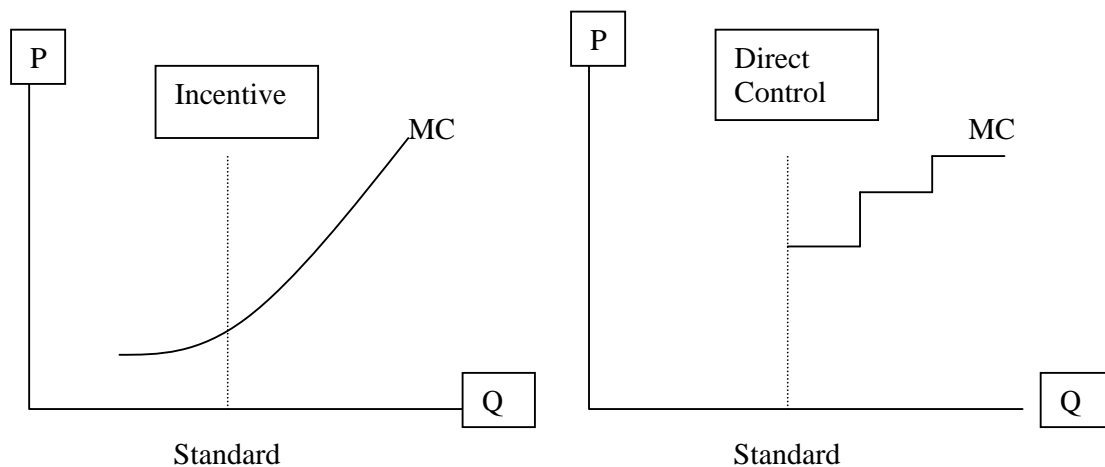 P
Incentive
MC
Q
Standard
P
Direct
Control
MC
Q
Standard